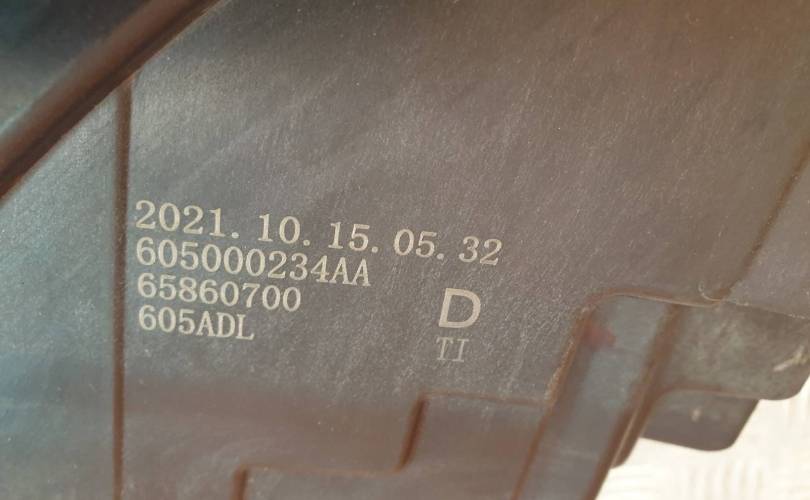 2021. 10. 15. 05. 32
605000234AA
65860700
605ADL
D
TI